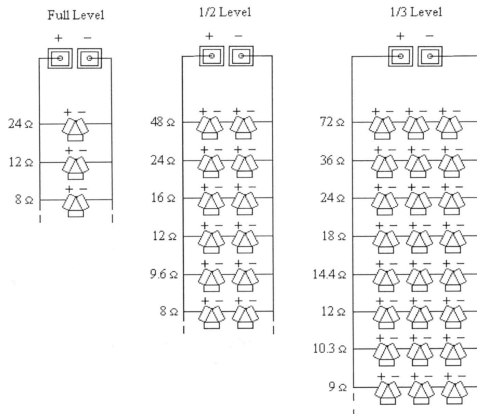 Full Level
1/2 Level
1/3 Level
+ −
+ −
+ −
24 Ω
+ −
48 Ω
+ − + −
72 Ω
+ − + − + −
12 Ω
+ −
24 Ω
+ − + −
36 Ω
+ − + − + −
8 Ω
+ −
16 Ω
+ − + −
24 Ω
+ − + − + −
12 Ω
+ − + −
18 Ω
+ − + − + −
9.6 Ω
+ − + −
14.4 Ω
+ − + − + −
8 Ω
+ − + −
12 Ω
+ − + − + −
10.3 Ω
+ − + − + −
9 Ω
+ − + − + −